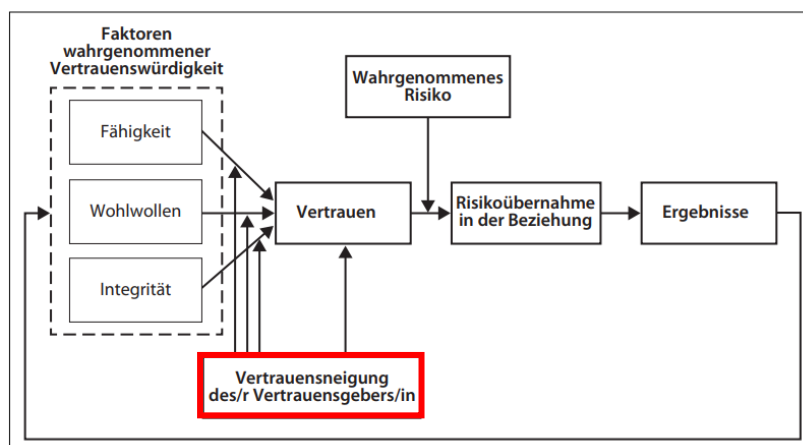 Faktoren
wahrgenommener
Vertrauenswürdigkeit
Wahrgenommenes
Risiko
Fähigkeit
Wohlwollen
Integrität
Vertrauen
Risikoübernahme
in der Beziehung
Ergebnisse
Vertrauensneigung
des/r Vertrauensgebers/in